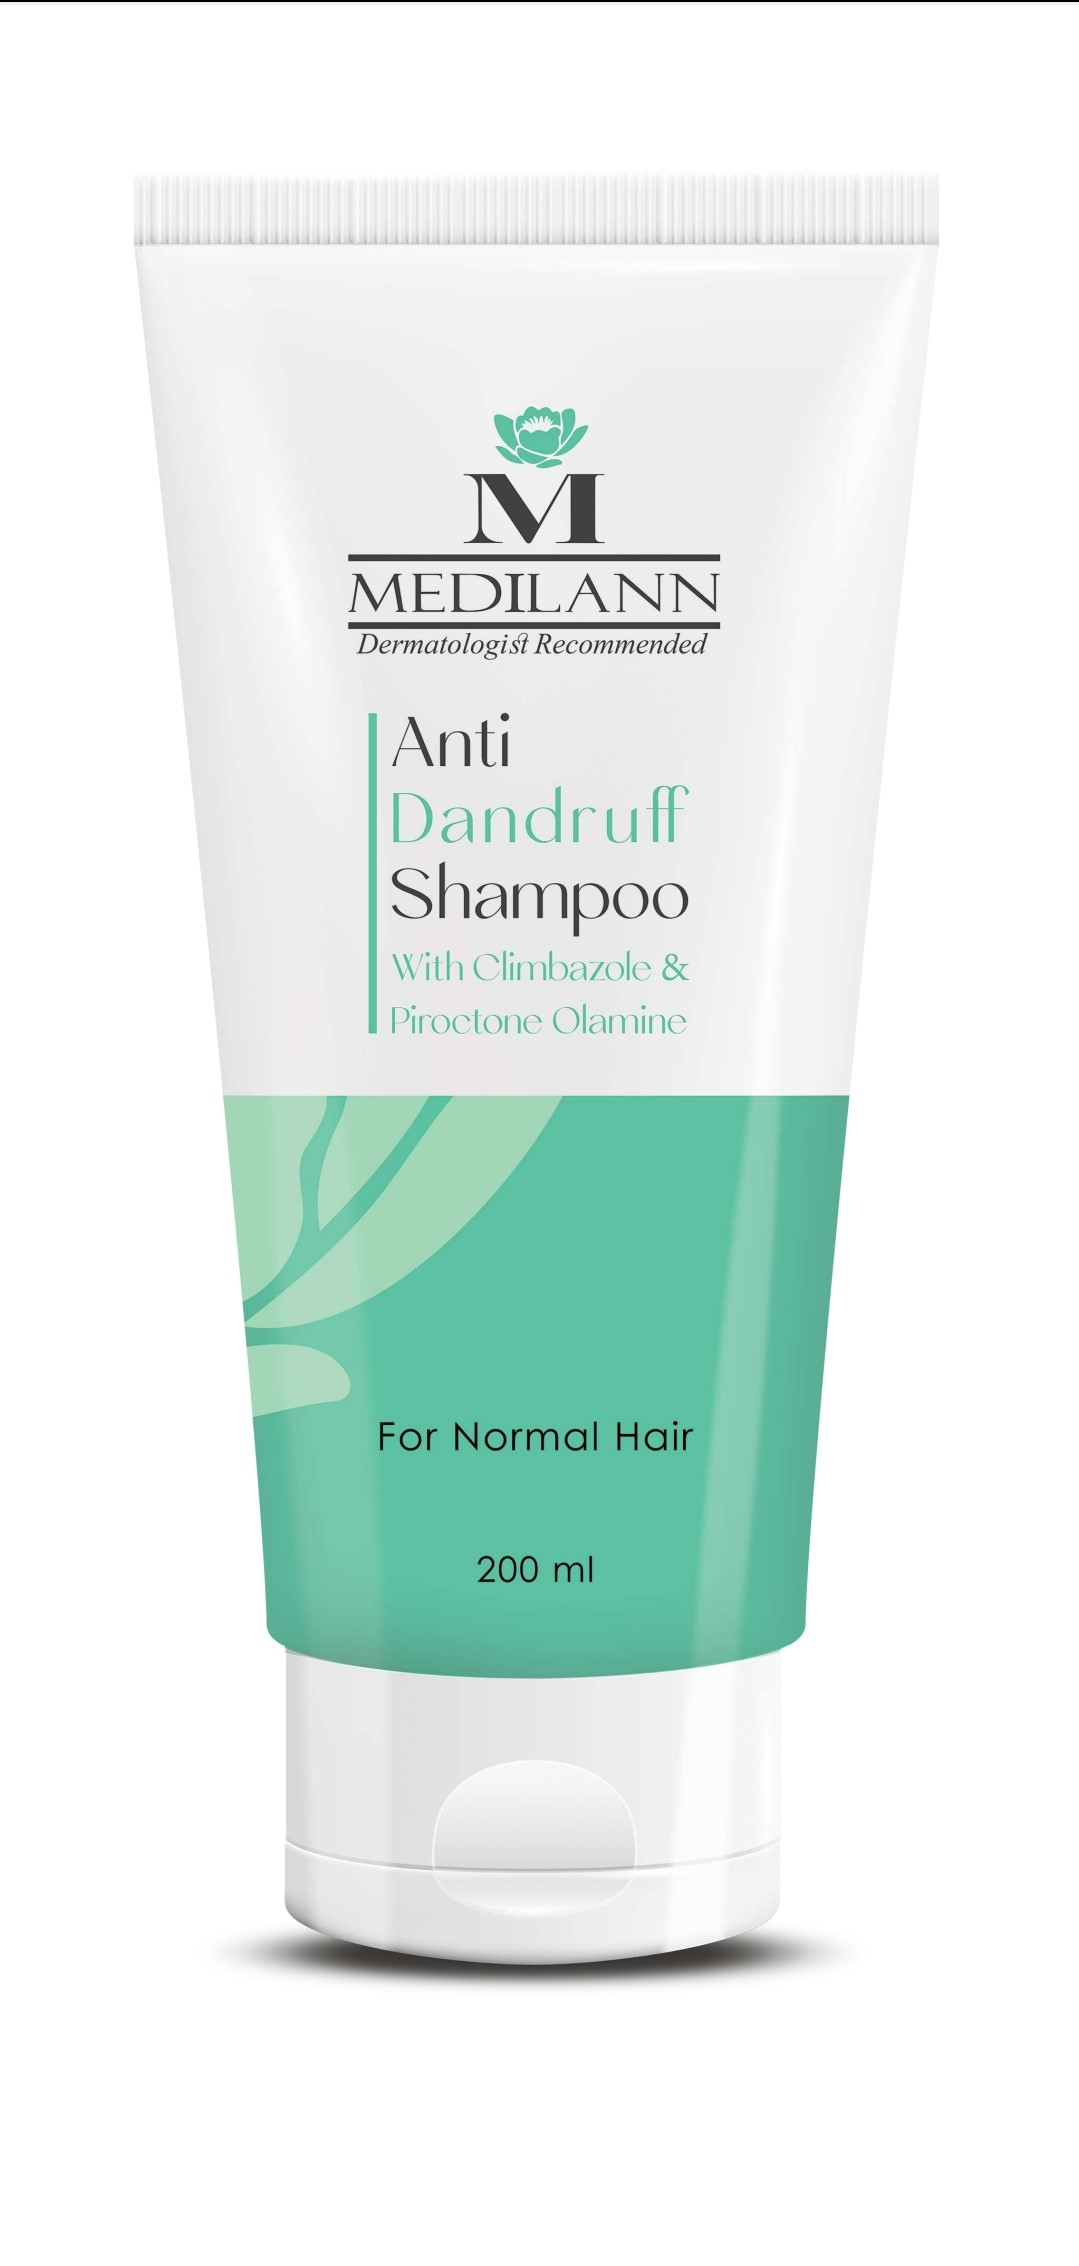 M
MEDILANN
Dermatologist Recommended
Anti
Dandruff
Shampoo
With Climbazole &
Piroctone Olamine
For Normal Hair
200 ml